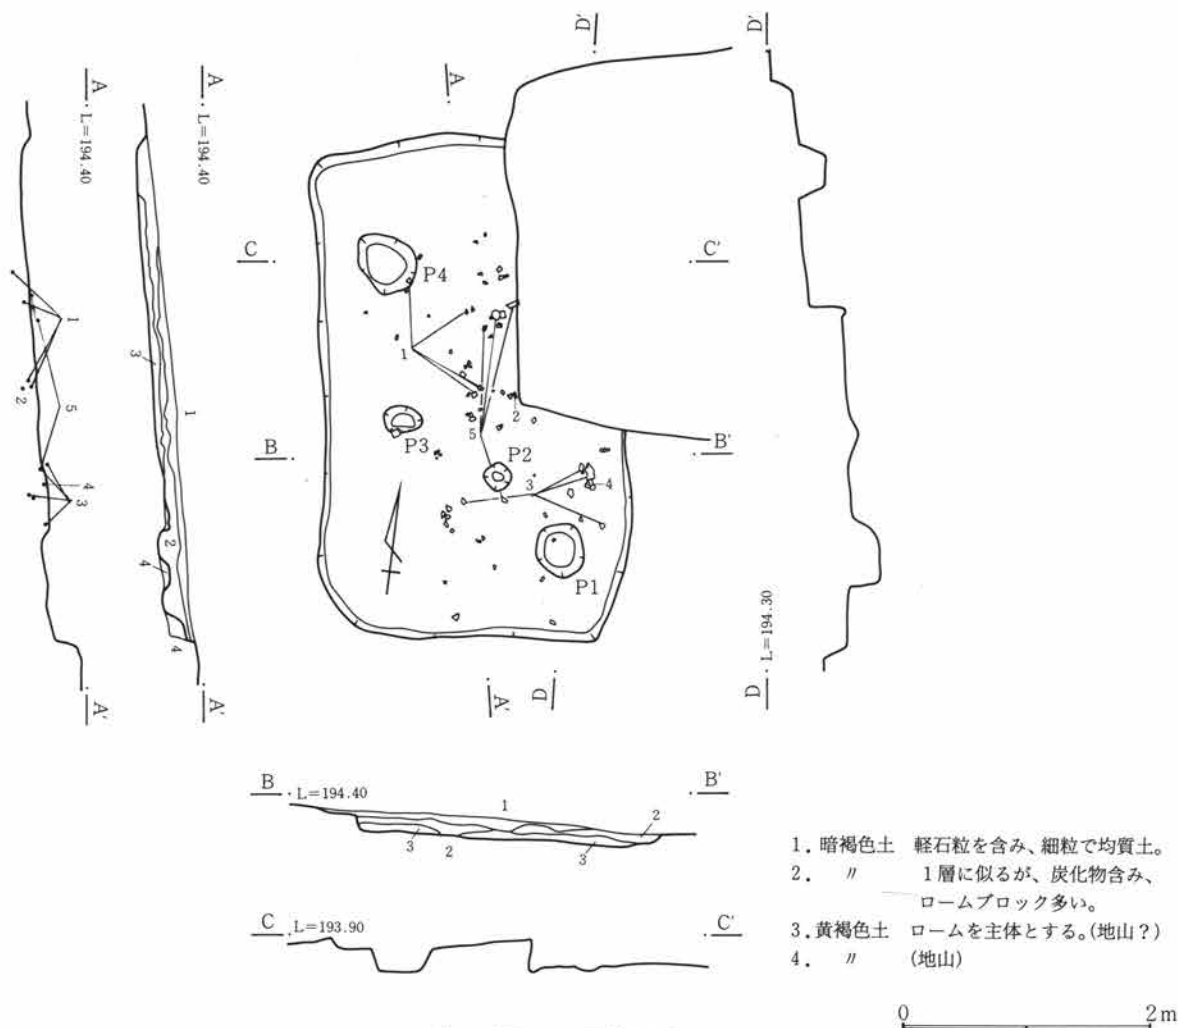 D'
D'
A
A
A
L=194.40
L=194.40
C
C'
P4
1
1
3
1
2
5
2
5
P3
P2
B
B'
4
3
3
4
2
4
P1
4
L=194.30
A'
A'
A'
D
D
B
L=194.40
B'
1
2
3
2
3
C
L=193.90
C'
1. 暗褐色土 軽石粒を含み、細粒で均質土。
2. 〃 1層に似るが、炭化物含み、
ロームブロック多い。
3. 黄褐色土 ロームを主体とする。(地山?)
4. 〃 (地山)
0 2m